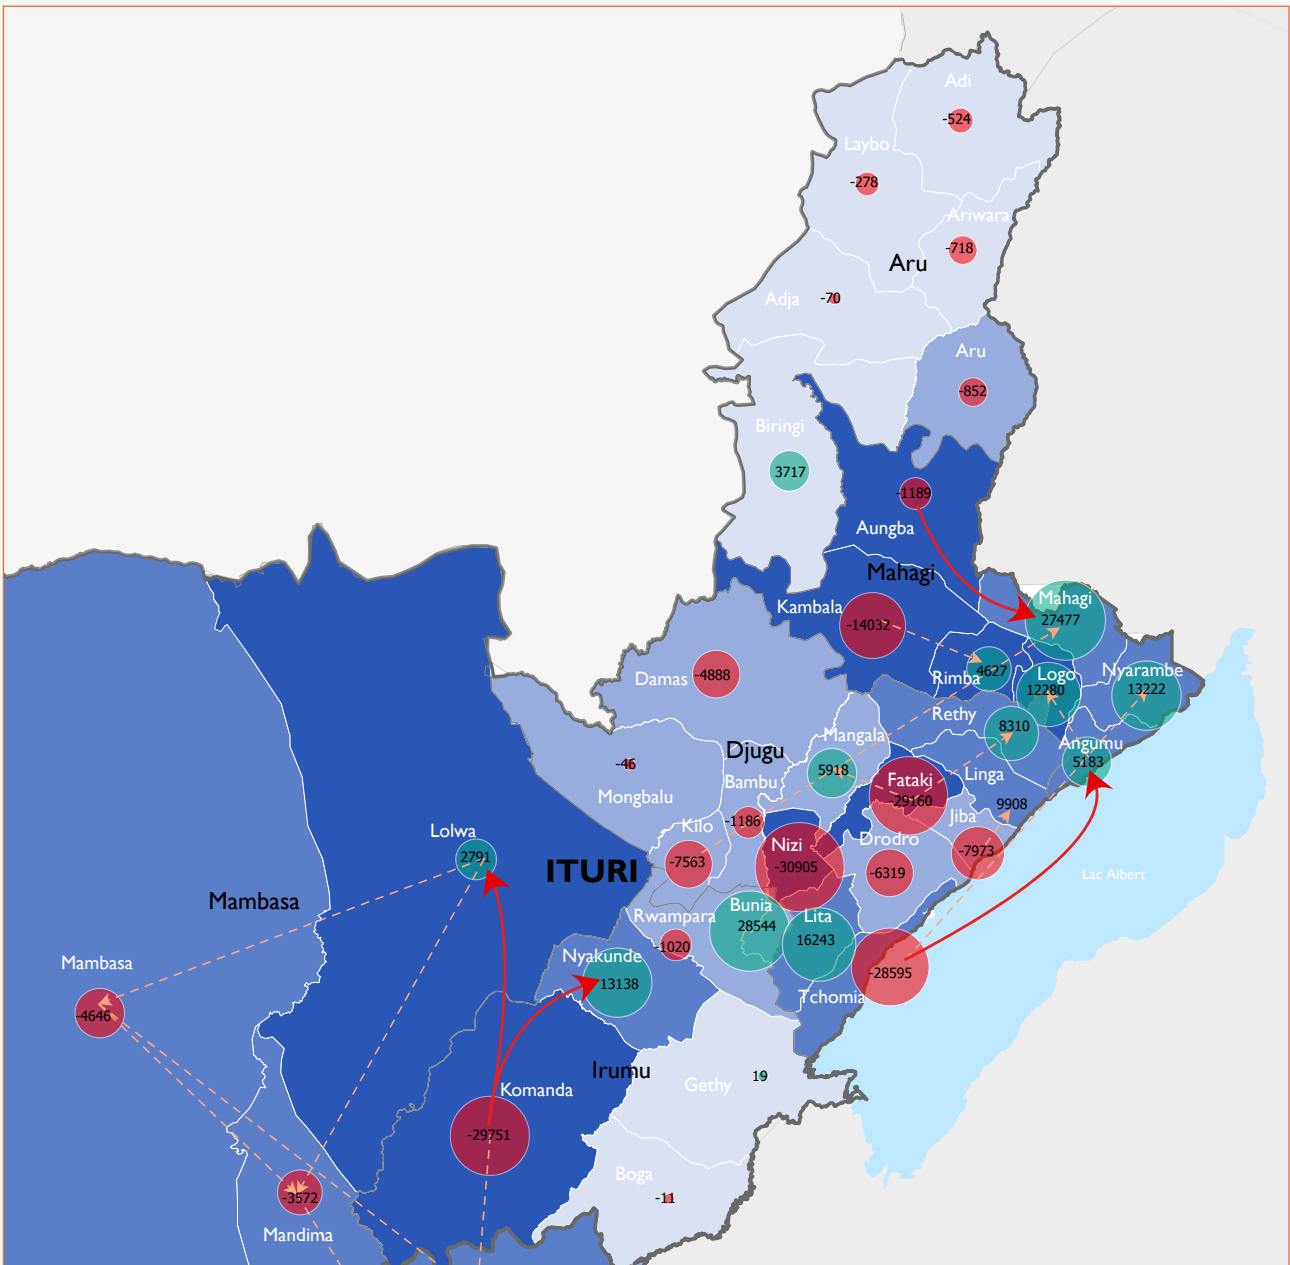 Adi
-524
Laybo
-278
Ariwara
-718
Aru
Adja
-70
Aru
-852
Biringi
3717
-1189
Aungba
Mahagi
Kambala
-14032
Mahagi
27477
Rimba
4627
Logo
12280
Nyarambe
13222
Damas
-4888
Rethy
8310
Mangala
5918
Angumu
5183
Djugu
-46
Mongbalu
Bambu
-1186
Fataki
-29160
Linga
9908
Jiba
-7973
Kilo
-7563
Nizi
-30905
Drodro
-6319
Lolwa
2791
ITURI
Lac Albert
Mambasa
Rwampara
-1020
Bunia
28544
Lita
16243
Nyakunde
13138
-28595
Tchomia
Mambasa
-4646
Irumu
Gethy
19
Komanda
-29751
Boga
-11
-3572
Mandima